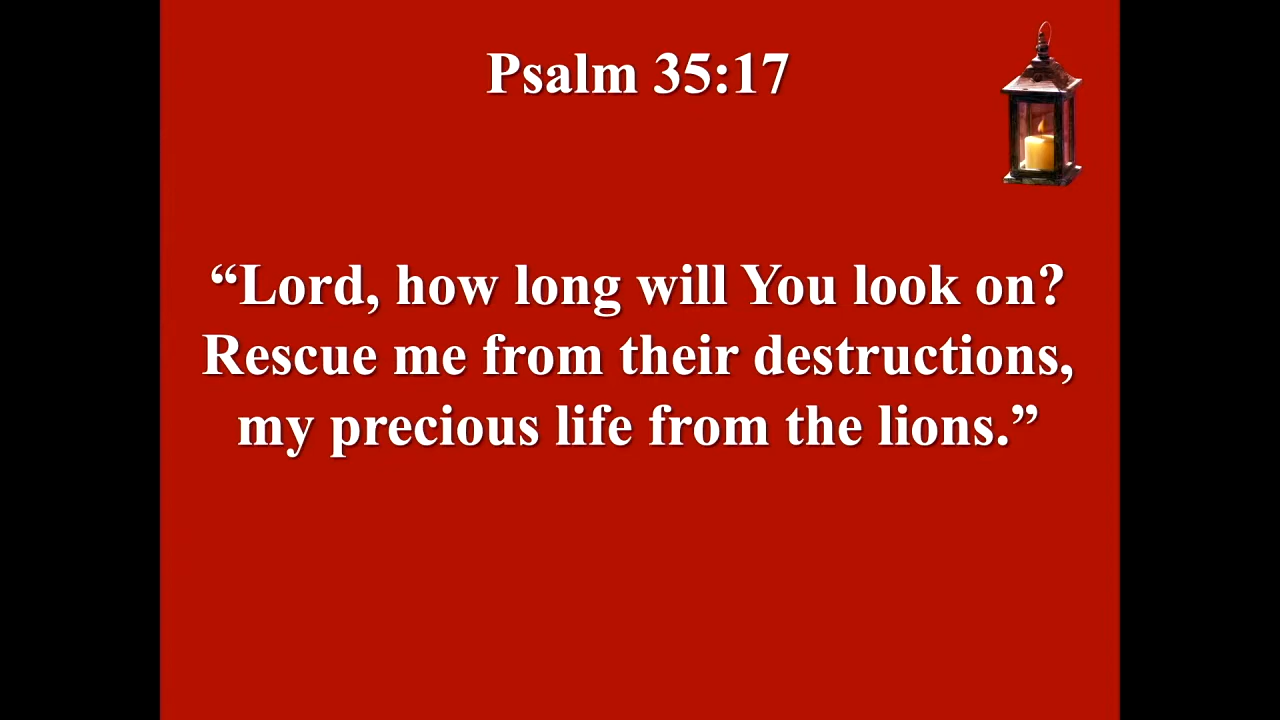 Psalm 35:17
“Lord, how long will You look on?
Rescue me from their destructions,
my precious life from the lions.”